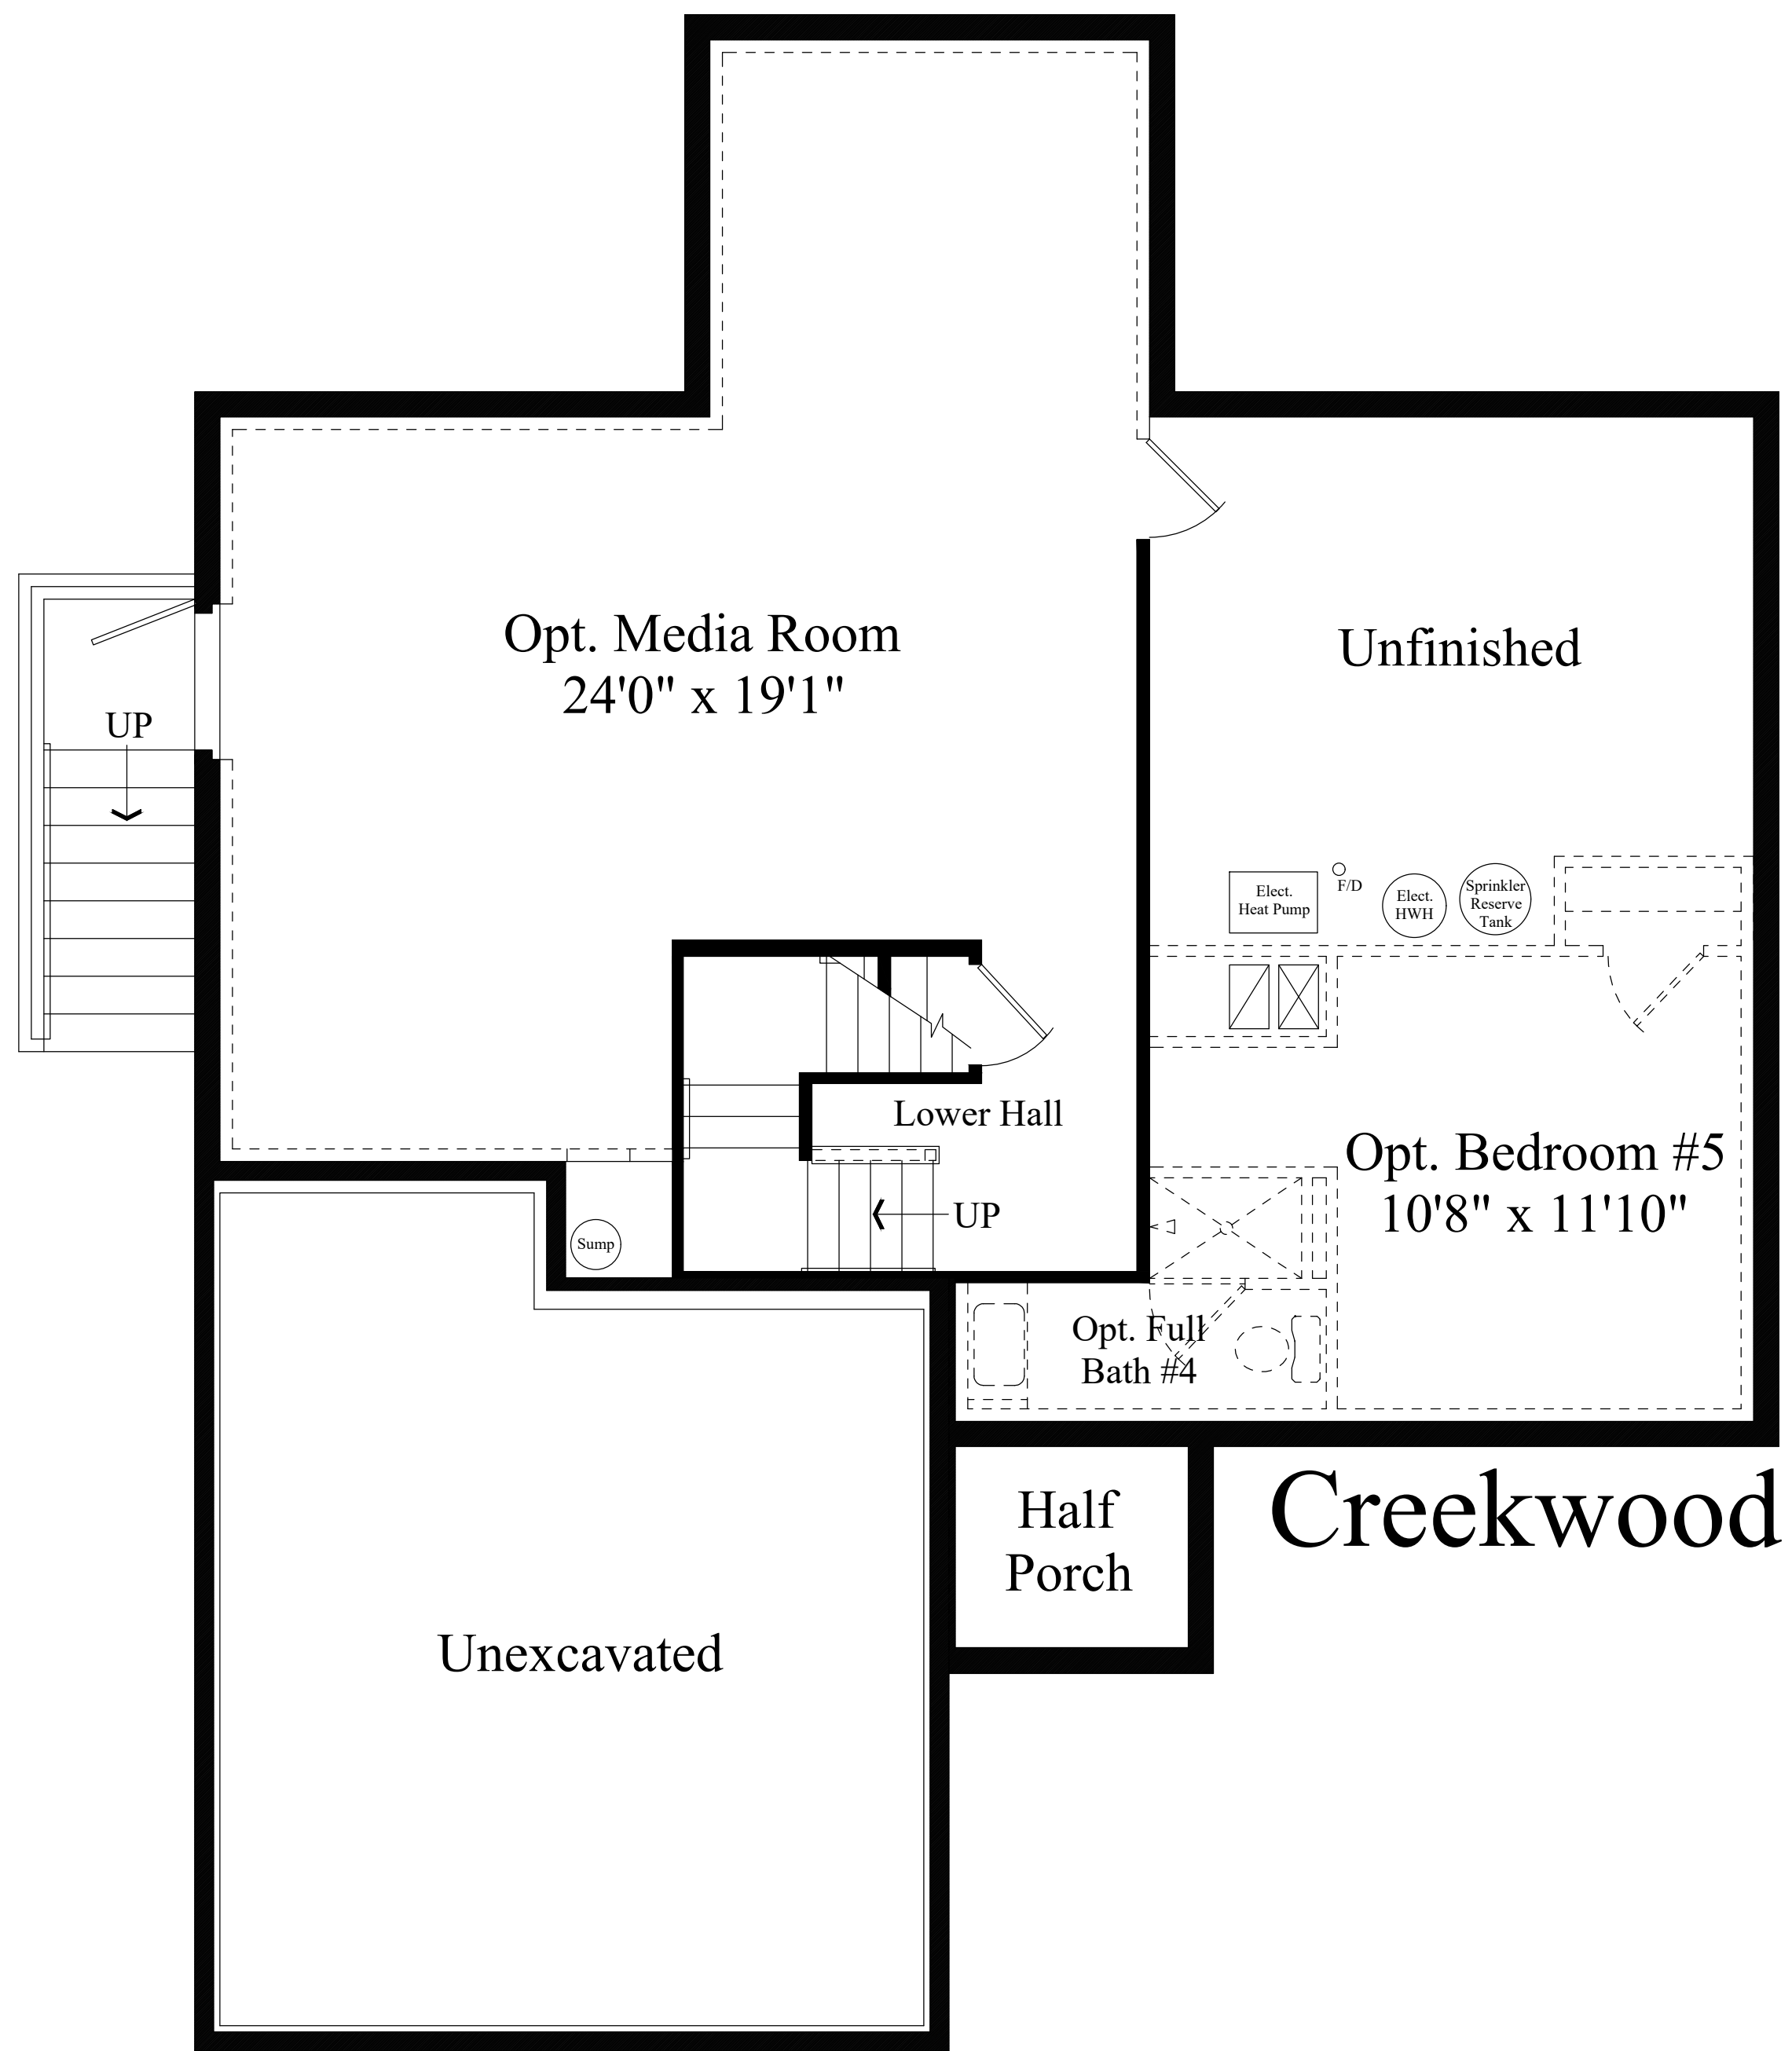 Opt. Media Room
24'0" x 19'1"
Unfinished
UP
Elect.
Heat Pump
F/D
Elect.
HWH
Sprinkler
Reserve
Tank
Lower Hall
Opt. Bedroom #5
10'8" x 11'10"
UP
Sump
Opt. Full
Bath #4
Half
Porch
Creekwood
Unexcavated